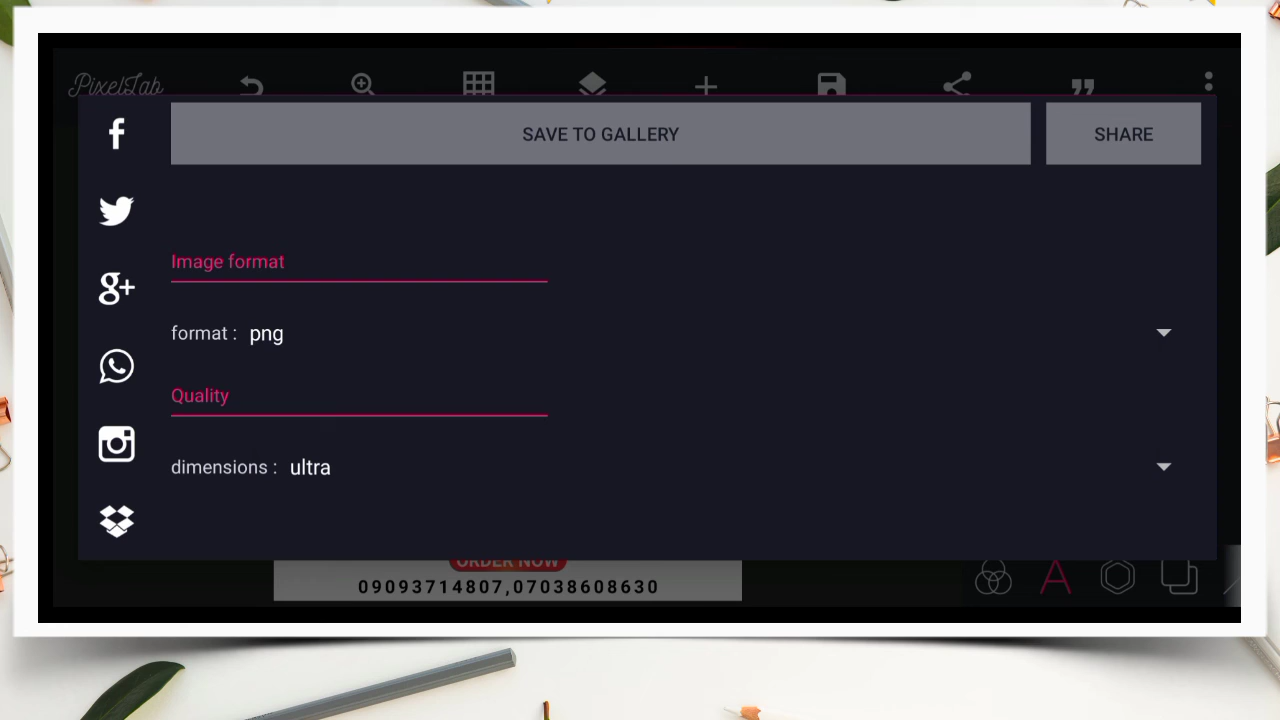 PixelLab
SAVE TO GALLERY
SHARE
Image format
format : png
Quality
dimensions : ultra
ORDER NOW
09093714807,07038608630